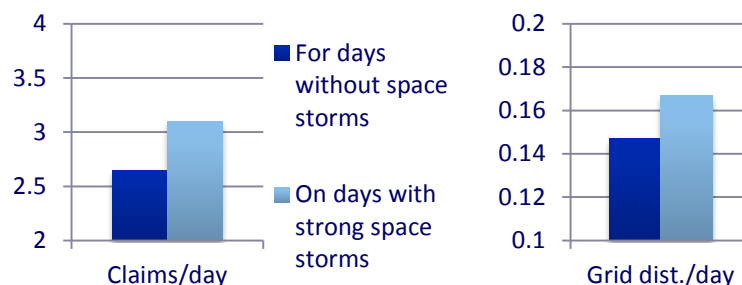 4
3.5
3
2.5
2
Claims/day
For days
without space
storms
On days with
strong space
storms
0.2
0.18
0.16
0.14
0.12
0.1
Grid dist./day